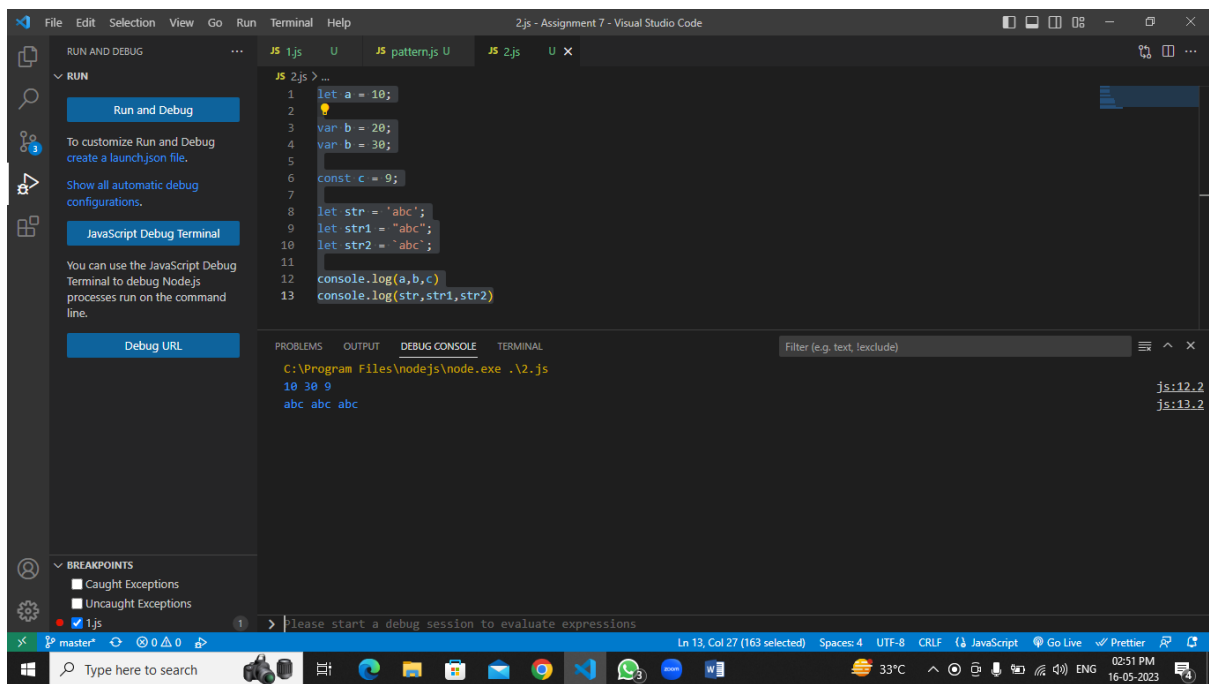 File Edit Selection View Go Run Terminal Help 2.js - Assignment 7 - Visual Studio Code
RUN AND DEBUG ...
RUN
Run and Debug
To customize Run and Debug
create a launch.json file.
Show all automatic debug
configurations.
JavaScript Debug Terminal
You can use the JavaScript Debug
Terminal to debug Node.js
processes run on the command
line.
Debug URL
BREAKPOINTS
Caught Exceptions
Uncaught Exceptions
1.js 1
JS 1.js U JS pattern.js U JS 2.js U
JS 2.js > ...
1 let a = 10;
2
3 var b = 20;
4 var b = 30;
5
6 const c = 9;
7
8 let str = 'abc';
9 let str1 = "abc";
10 let str2 = `abc`;
11
12 console.log(a,b,c)
13 console.log(str,str1,str2)
PROBLEMS OUTPUT DEBUG CONSOLE TERMINAL Filter (e.g. text, !exclude)
C:\Program Files\nodejs\node.exe .\2.js
10 30 9 js:12.2
abc abc abc js:13.2
> Please start a debug session to evaluate expressions
3
master* 0 0 Ln 13, Col 27 (163 selected) Spaces: 4 UTF-8 CRLF JavaScript Go Live Prettier
Type here to search zoom 3 33°C ENG 02:51 PM
16-05-2023 4